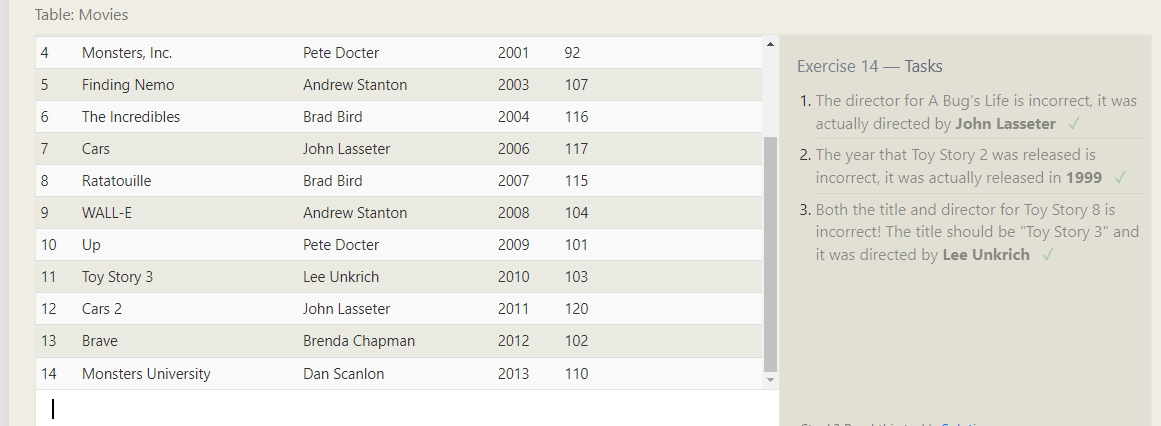 Table: Movies
4 Monsters, Inc. Pete Docter 2001 92
5 Finding Nemo Andrew Stanton 2003 107
6 The Incredibles Brad Bird 2004 116
7 Cars John Lasseter 2006 117
8 Ratatouille Brad Bird 2007 115
9 WALL-E Andrew Stanton 2008 104
10 Up Pete Docter 2009 101
11 Toy Story 3 Lee Unkrich 2010 103
12 Cars 2 John Lasseter 2011 120
13 Brave Brenda Chapman 2012 102
14 Monsters University Dan Scanlon 2013 110
Exercise 14 — Tasks
1. The director for A Bug's Life is incorrect, it was
actually directed by John Lasseter ✓
2. The year that Toy Story 2 was released is
incorrect, it was actually released in 1999 ✓
3. Both the title and director for Toy Story 8 is
incorrect! The title should be "Toy Story 3" and
it was directed by Lee Unkrich ✓